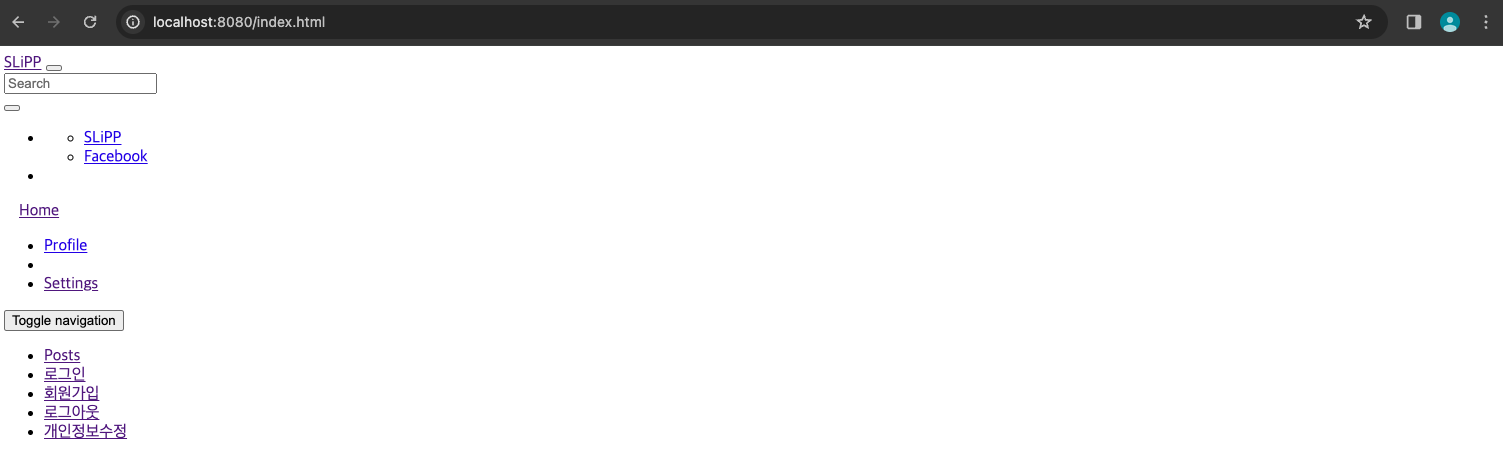 localhost:8080/index.html
SLiPP
Search
SLiPP
Facebook
Home
Profile
Settings
Toggle navigation
Posts
로그인
회원가입
로그아웃
개인정보수정